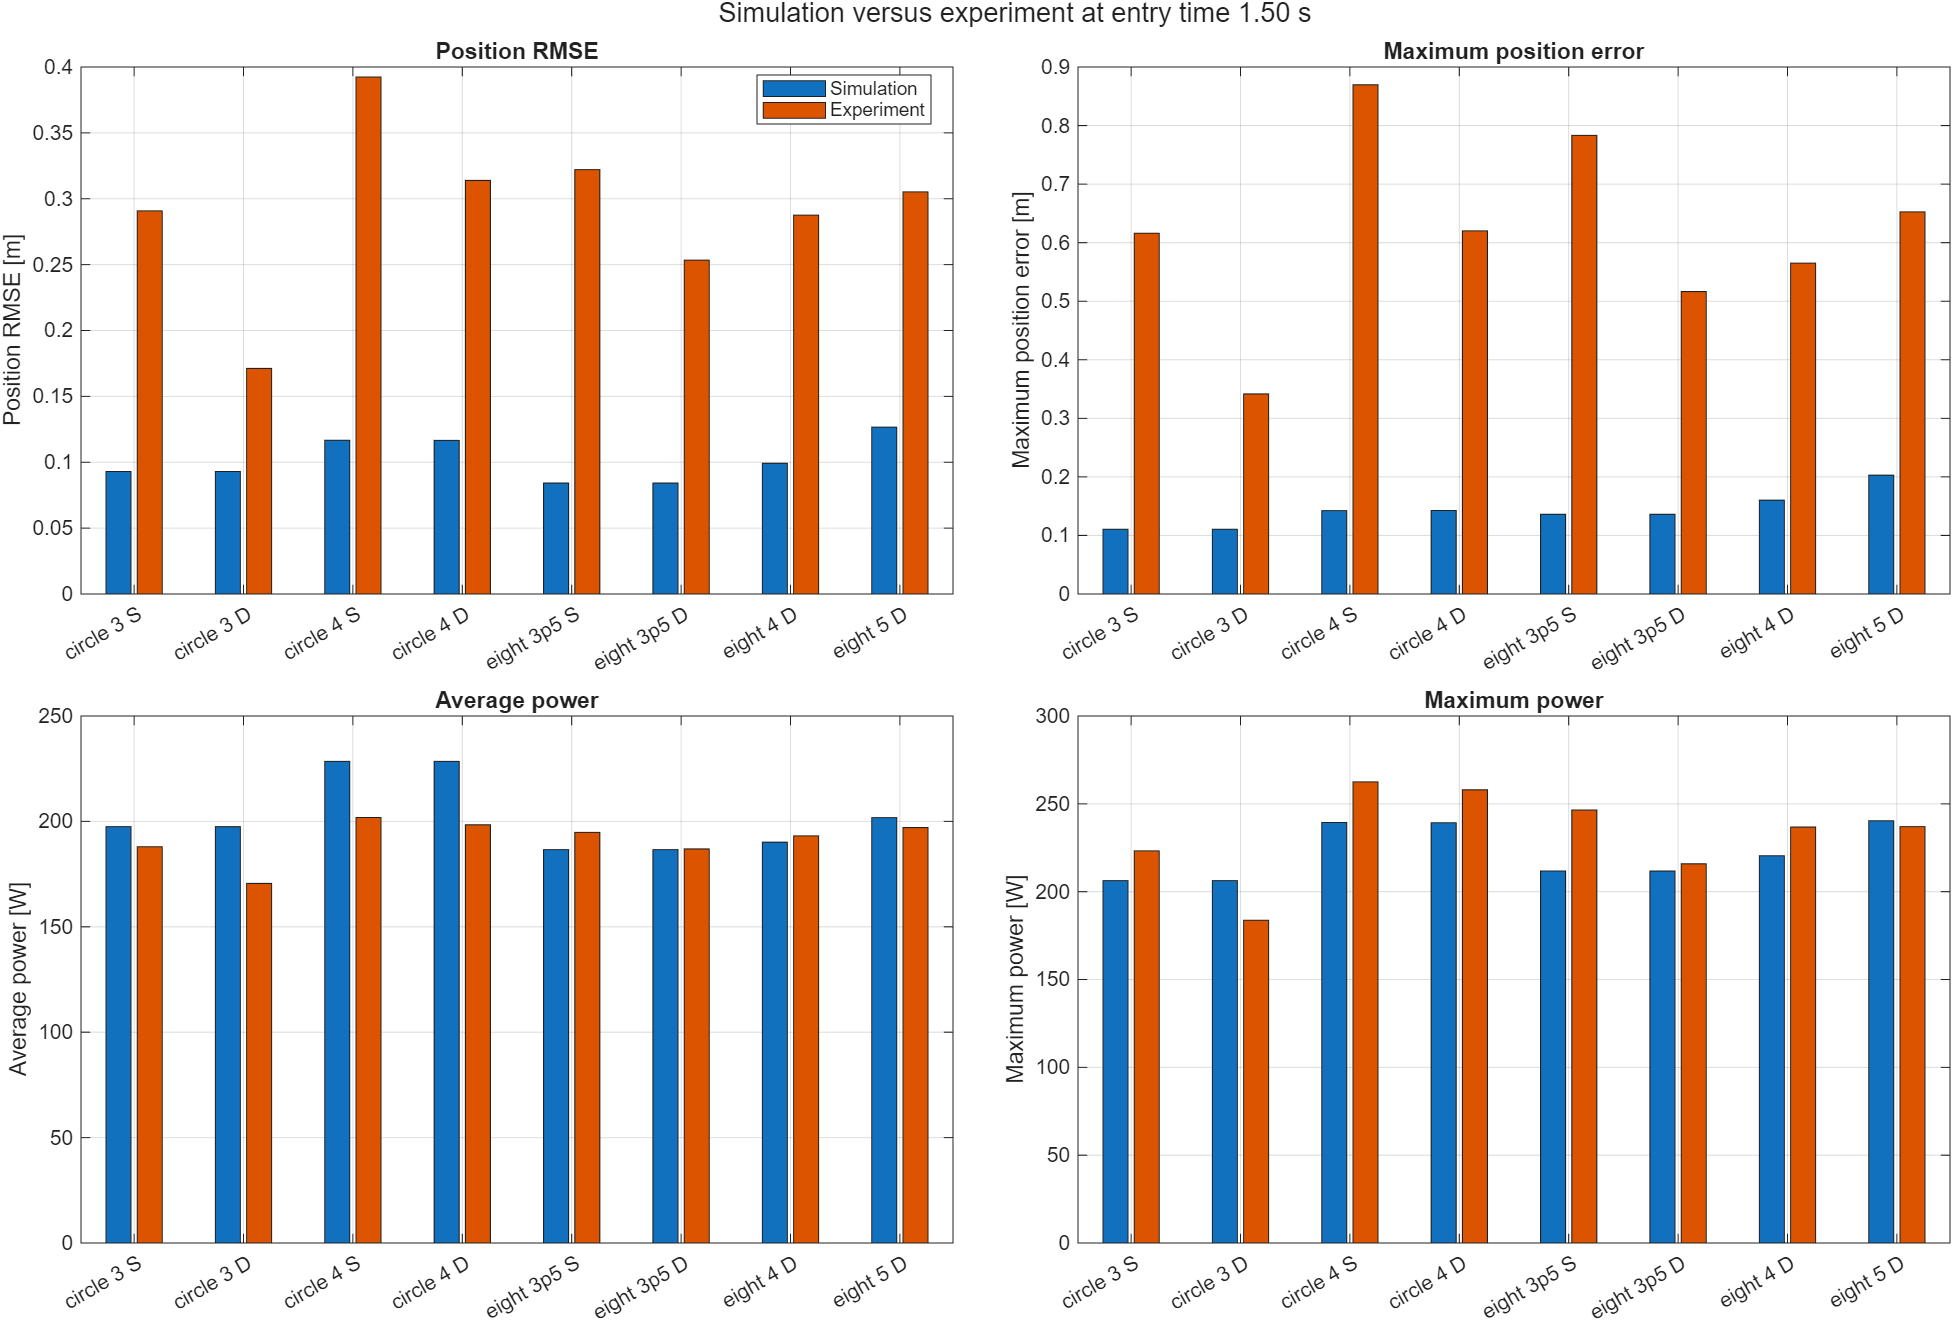 Simulation versus experiment at entry time 1.50 s
Position RMSE
Position RMSE [m]
0.4
0.35
0.3
0.25
0.2
0.15
0.1
0.05
0
Simulation
Experiment
circle 3 S
circle 3 D
circle 4 S
circle 4 D
eight 3p5 S
eight 3p5 D
eight 4 D
eight 5 D
Maximum position error
Maximum position error [m]
0.9
0.8
0.7
0.6
0.5
0.4
0.3
0.2
0.1
0
circle 3 S
circle 3 D
circle 4 S
circle 4 D
eight 3p5 S
eight 3p5 D
eight 4 D
eight 5 D
Average power
Average power [W]
250
200
150
100
50
0
circle 3 S
circle 3 D
circle 4 S
circle 4 D
eight 3p5 S
eight 3p5 D
eight 4 D
eight 5 D
Maximum power
Maximum power [W]
300
250
200
150
100
50
0
circle 3 S
circle 3 D
circle 4 S
circle 4 D
eight 3p5 S
eight 3p5 D
eight 4 D
eight 5 D